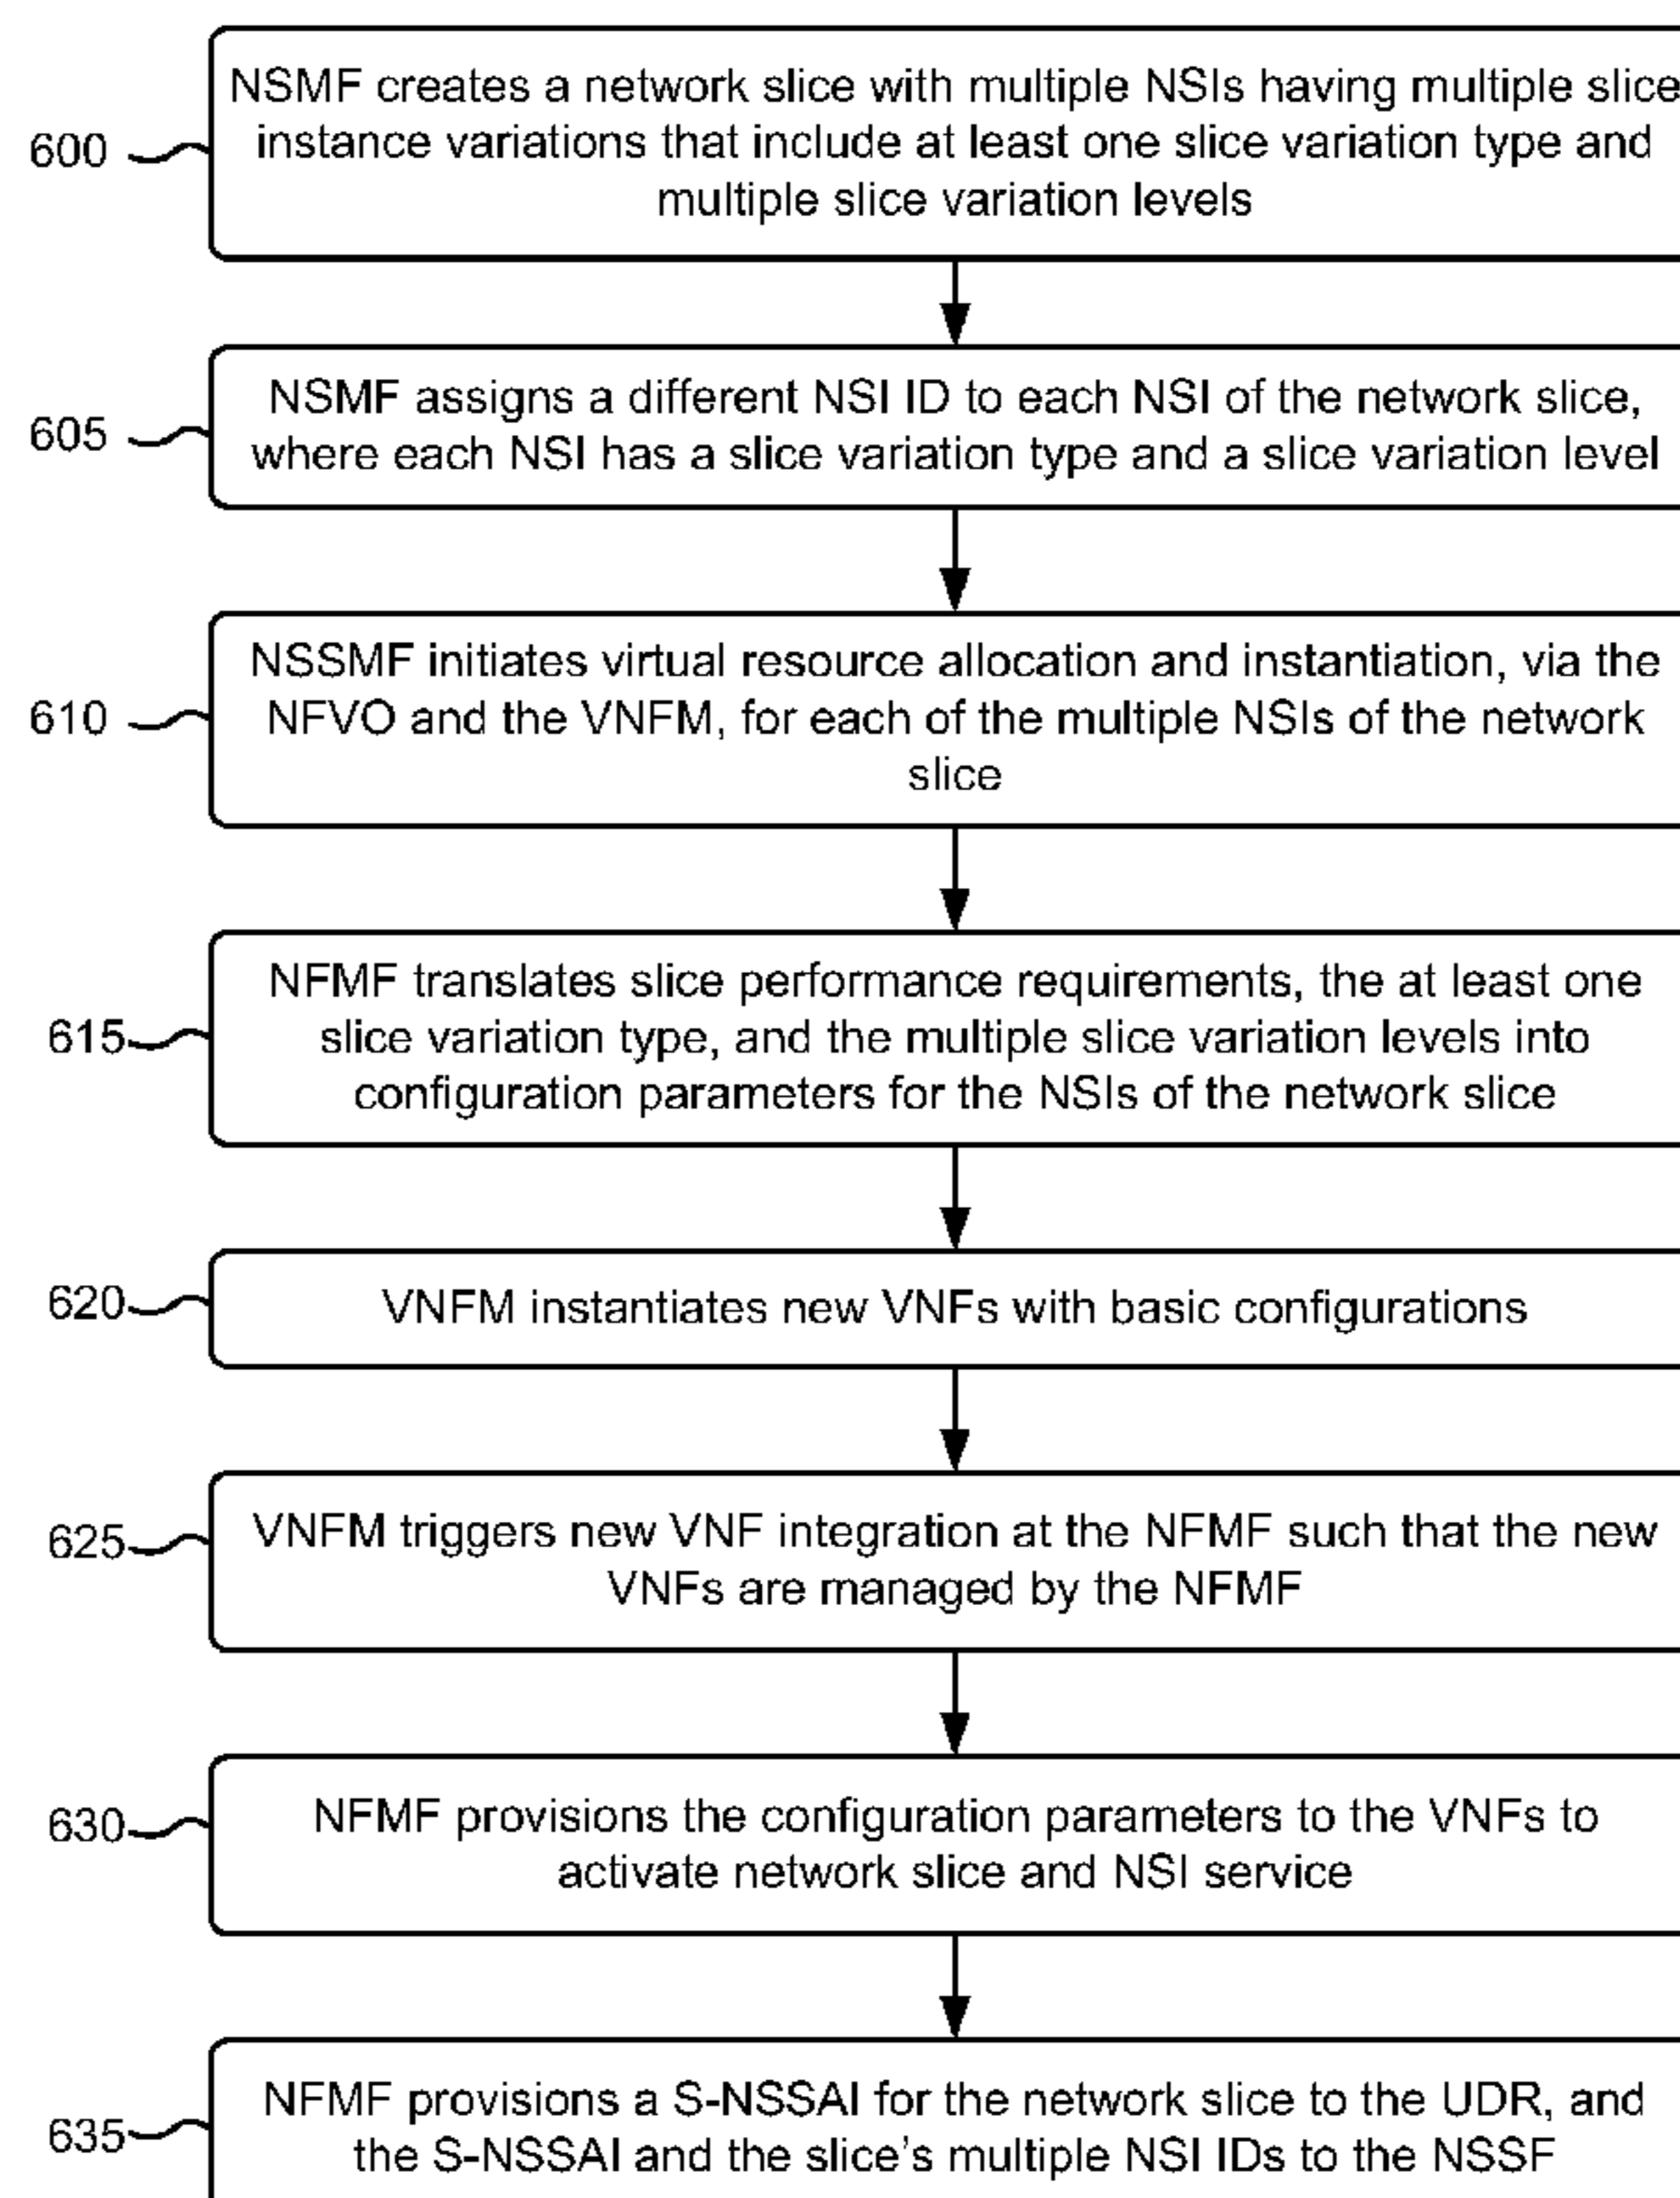 NSMF creates a network slice with multiple NSIs having multiple slice
instance variations that include at least one slice variation type and
multiple slice variation levels
600
NSMF assigns a different NSI ID to each NSI of the network slice,
where each NSI has a slice variation type and a slice variation level
605
NSSMF initiates virtual resource allocation and instantiation, via the
NFVO and the VNFM, for each of the multiple NSIs of the network
slice
610
NFMF translates slice performance requirements, the at least one
slice variation type, and the multiple slice variation levels into
configuration parameters for the NSIs of the network slice
615
VNFM instantiates new VNFs with basic configurations
620
VNFM triggers new VNF integration at the NFMF such that the new
VNFs are managed by the NFMF
625
NFMF provisions the configuration parameters to the VNFs to
activate network slice and NSI service
630
NFMF provisions a S-NSSAI for the network slice to the UDR, and
the S-NSSAI and the slice's multiple NSI IDs to the NSSF
635